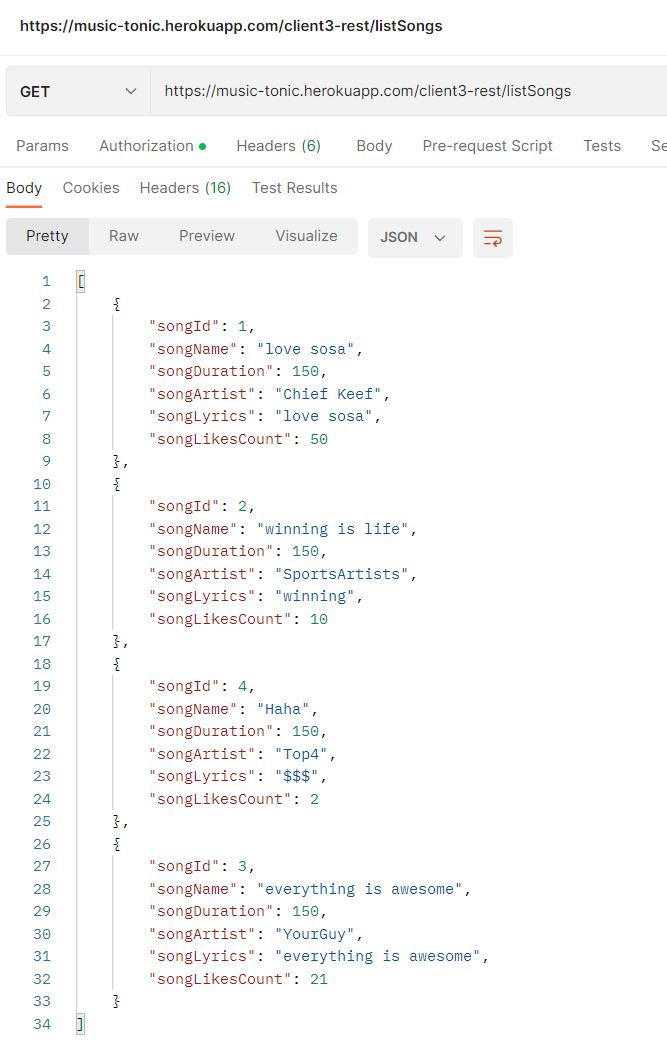 https://music-tonic.herokuapp.com/client3-rest/listSongs
GET https://music-tonic.herokuapp.com/client3-rest/listSongs
Params Authorization Headers (6) Body Pre-request Script Tests Se
Body Cookies Headers (16) Test Results
Pretty Raw Preview Visualize JSON
1 [
2 {
3 "songId": 1,
4 "songName": "love sosa",
5 "songDuration": 150,
6 "songArtist": "Chief Keef",
7 "songLyrics": "love sosa",
8 "songLikesCount": 50
9 },
10 {
11 "songId": 2,
12 "songName": "winning is life",
13 "songDuration": 150,
14 "songArtist": "SportsArtists",
15 "songLyrics": "winning",
16 "songLikesCount": 10
17 },
18 {
19 "songId": 4,
20 "songName": "Haha",
21 "songDuration": 150,
22 "songArtist": "Top4",
23 "songLyrics": "$$$",
24 "songLikesCount": 2
25 },
26 {
27 "songId": 3,
28 "songName": "everything is awesome",
29 "songDuration": 150,
30 "songArtist": "YourGuy",
31 "songLyrics": "everything is awesome",
32 "songLikesCount": 21
33 }
34 ]